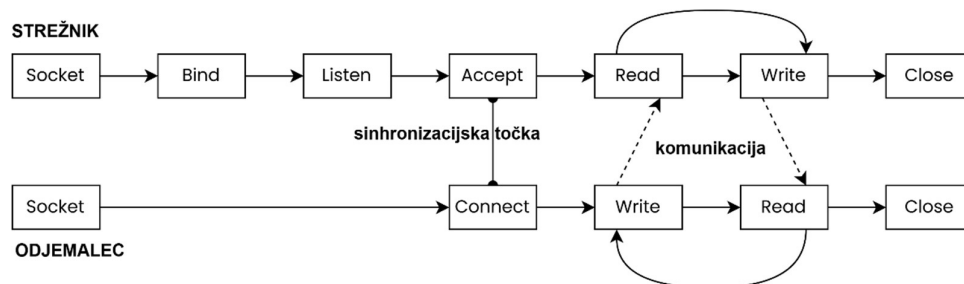 STREŽNIK
Socket Bind Listen Accept Read Write Close
sinhronizacijska točka
komunikacija
Socket Connect Write Read Close
ODJEMALEC